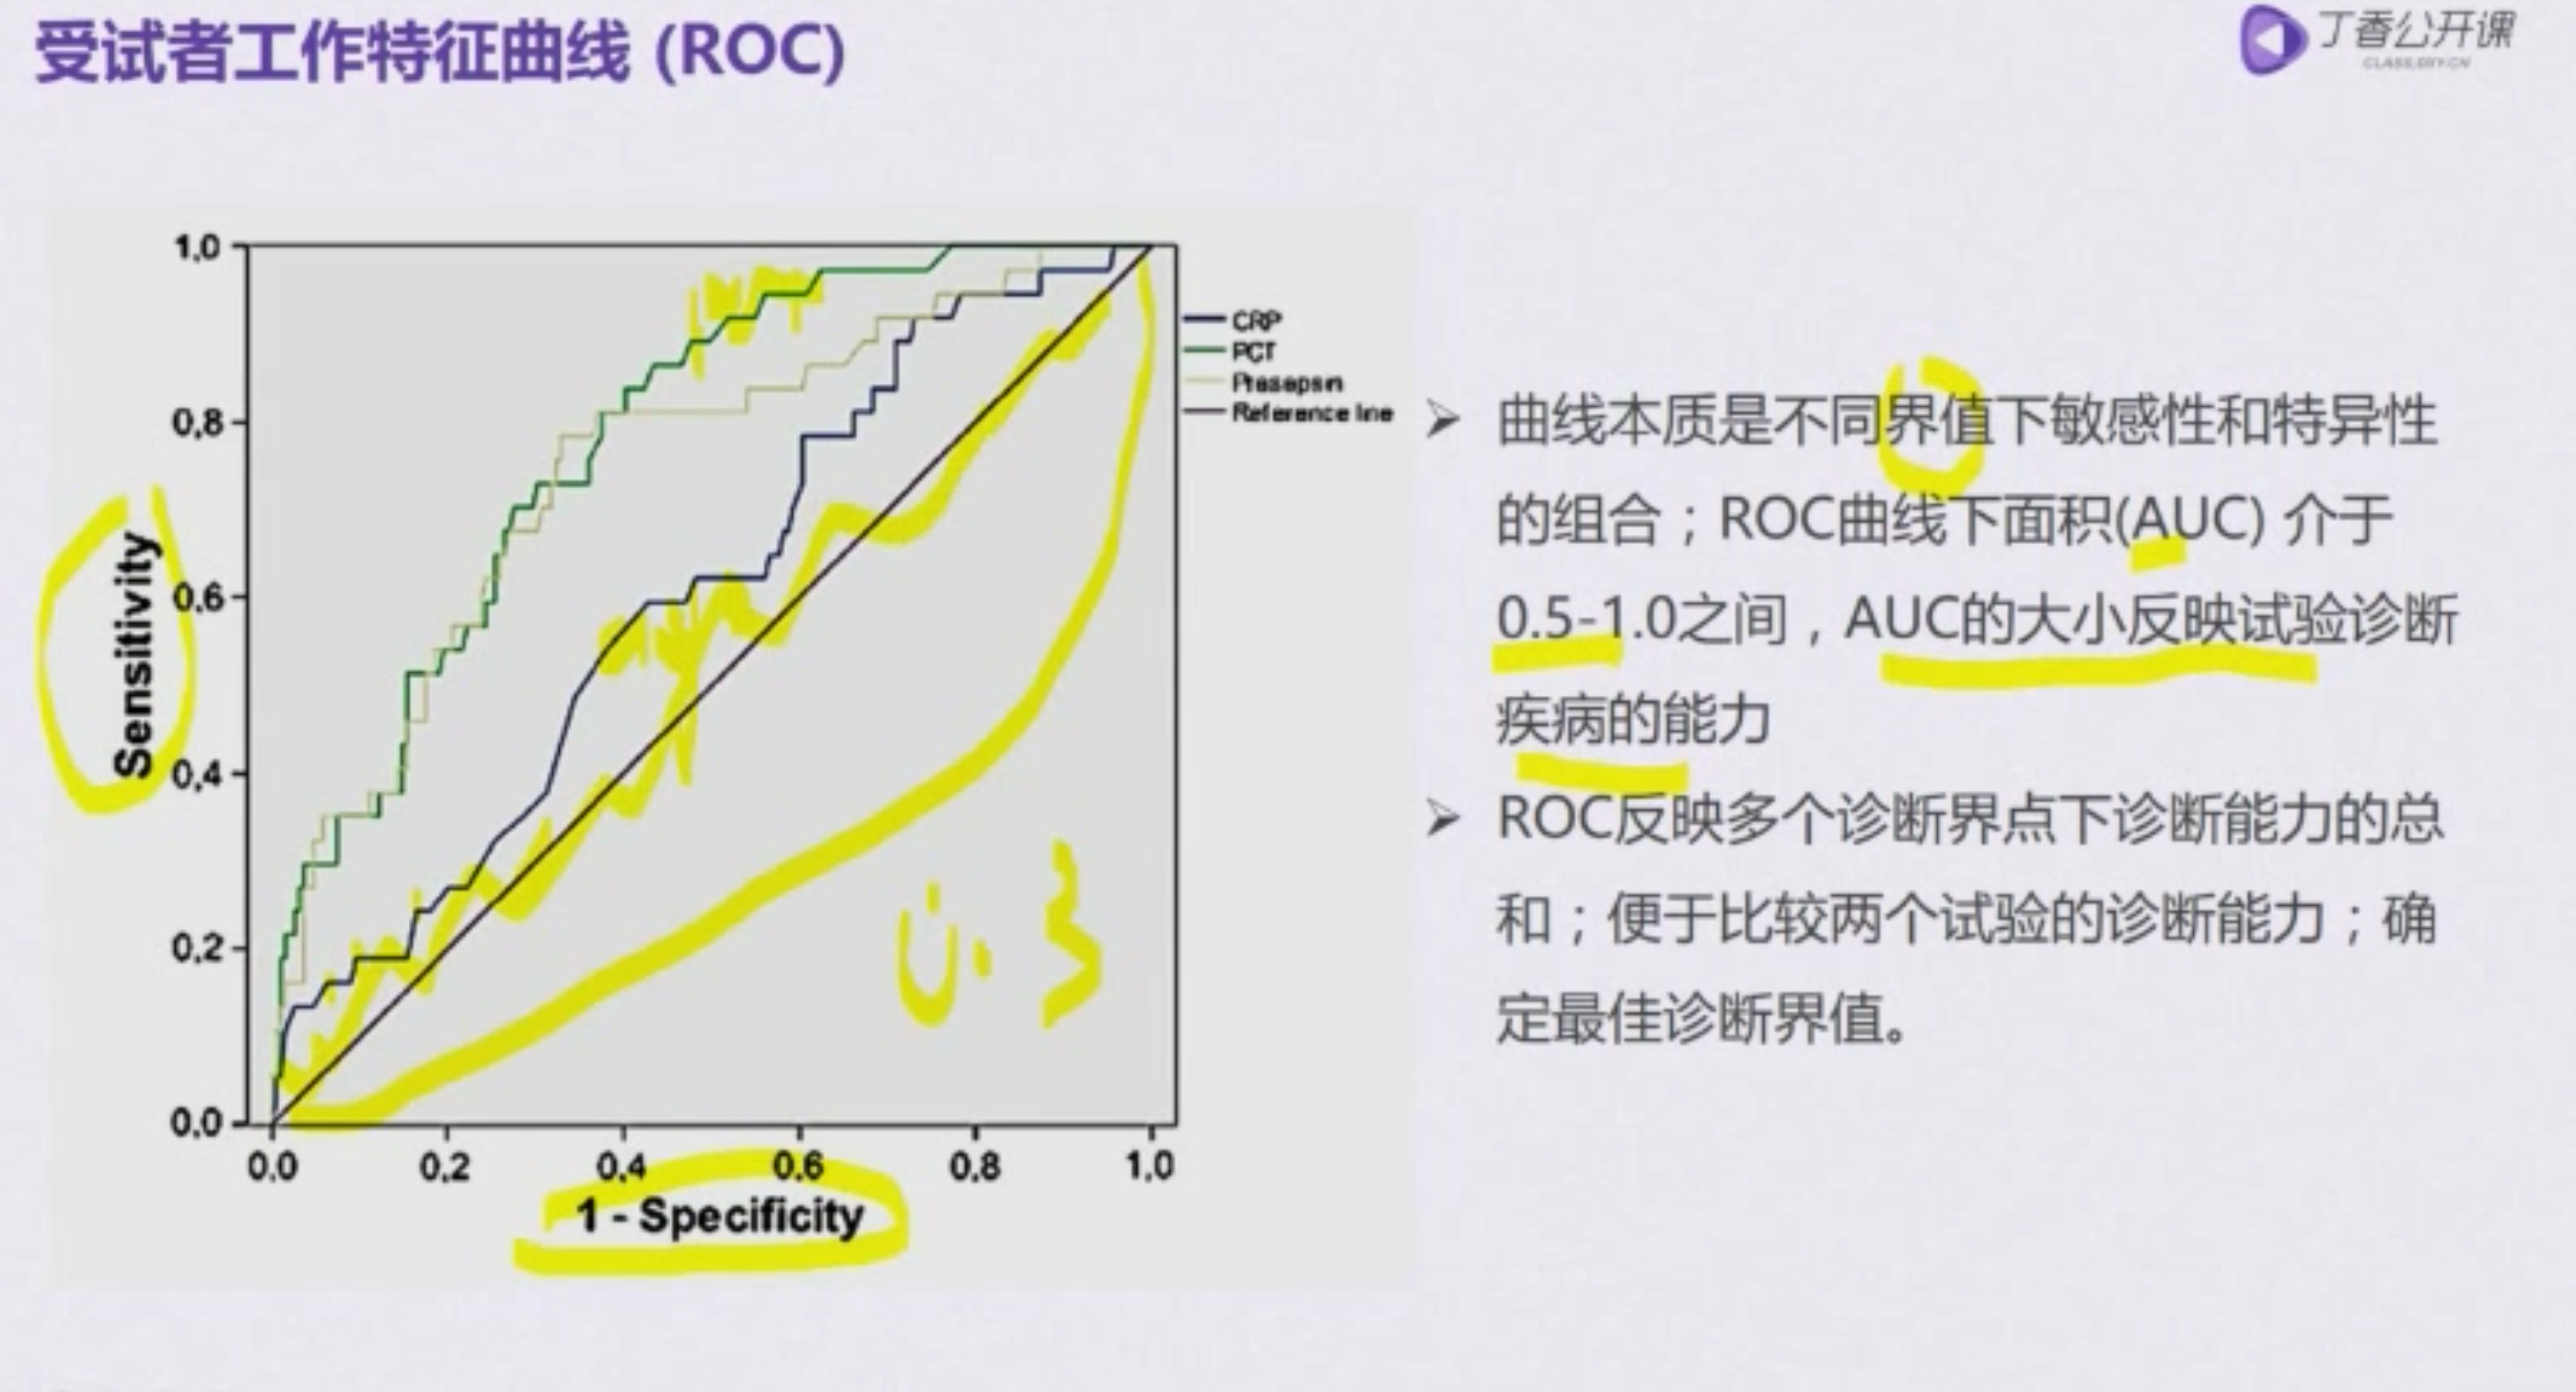 受试者工作特征曲线 (ROC)
丁香公开课
CLASS.DXY.CN
1,0
0,8
0,6
0,4
0,2
0,0
Sensitivity
0.0
0,2
0,4
0,6
0,8
1,0
1 - Specificity
CRP
PCT
Presepsin
Reference line
0.3
➢ 曲线本质是不同界值下敏感性和特异性
的组合；ROC曲线下面积(AUC) 介于
0.5-1.0之间，AUC的大小反映试验诊断
疾病的能力
➢ ROC反映多个诊断界点下诊断能力的总
和；便于比较两个试验的诊断能力；确
定最佳诊断界值。